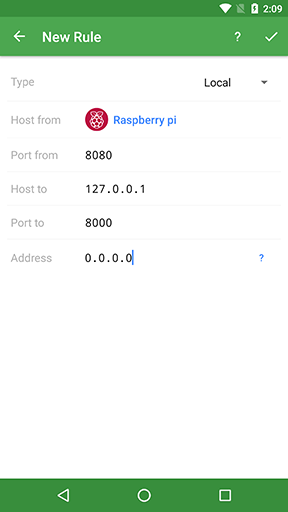 2:09
New Rule ?
Type Local
Host from Raspberry pi
Port from 8080
Host to 127.0.0.1
Port to 8000
Address 0.0.0.0 ?